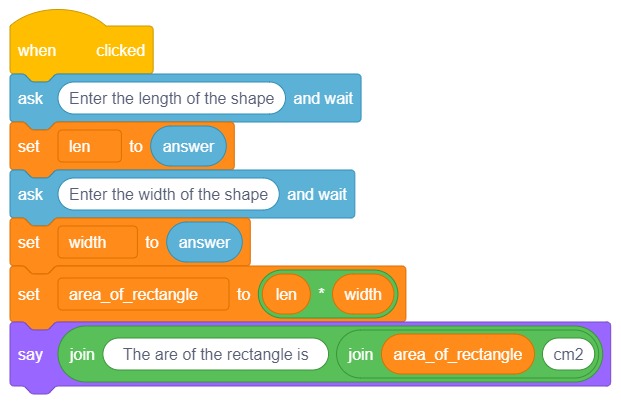 when clicked
ask Enter the length of the shape and wait
set len to answer
ask Enter the width of the shape and wait
set width to answer
set area_of_rectangle to len * width
say join The are of the rectangle is join area_of_rectangle cm2